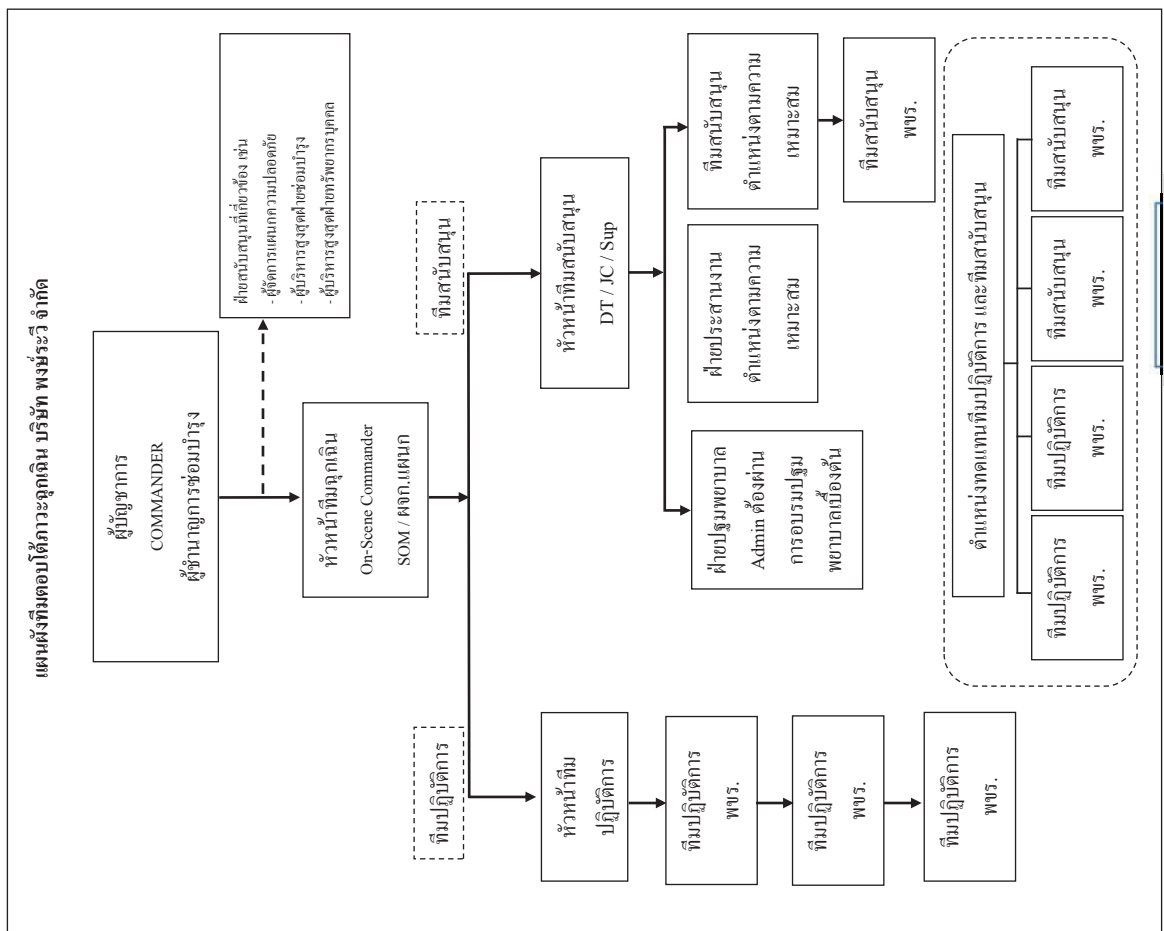 แผนผังทีมตอบโต้ภาวะฉุกเฉิน บริษัท พงษ์ระวี จำกัด
ผู้บัญชาการ
COMMANDER
ผู้ชำนาญการซ่อมบำรุง
ฝ่ายสนับสนุนที่เกี่ยวข้อง เช่น
- ผู้จัดการแผนกความปลอดภัย
- ผู้บริหารสูงสุดฝ่ายซ่อมบำรุง
- ผู้บริหารสูงสุดฝ่ายทรัพยากรบุคคล
หัวหน้าทีมฉุกเฉิน
On-Scene Commander
SOM / ผจก.แผนก
ทีมปฏิบัติการ
ทีมสนับสนุน
หัวหน้าทีม
ปฏิบัติการ
ทีมปฏิบัติการ
พขร.
ทีมปฏิบัติการ
พขร.
ทีมปฏิบัติการ
พขร.
หัวหน้าทีมสนับสนุน
DT / JC / Sup
ฝ่ายปฐมพยาบาล
Admin ต้องผ่าน
การอบรมปฐม
พยาบาลเบื้องต้น
ฝ่ายประสานงาน
ตำแหน่งตามความ
เหมาะสม
ทีมสนับสนุน
ตำแหน่งตามความ
เหมาะสม
ทีมสนับสนุน
พขร.
ตำแหน่งทดแทนทีมปฏิบัติการ และทีมสนับสนุน
ทีมปฏิบัติการ
พขร.
ทีมปฏิบัติการ
พขร.
ทีมสนับสนุน
พขร.
ทีมสนับสนุน
พขร.